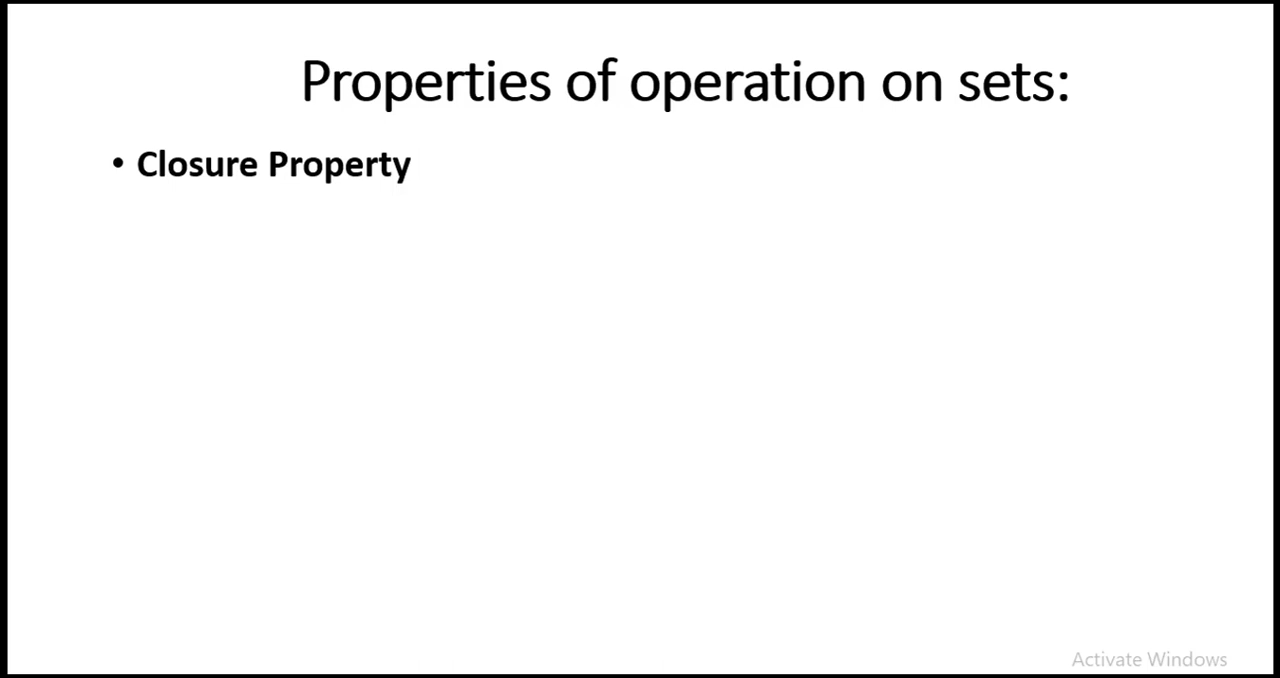 Properties of operation on sets:
• Closure Property
Activate Windows